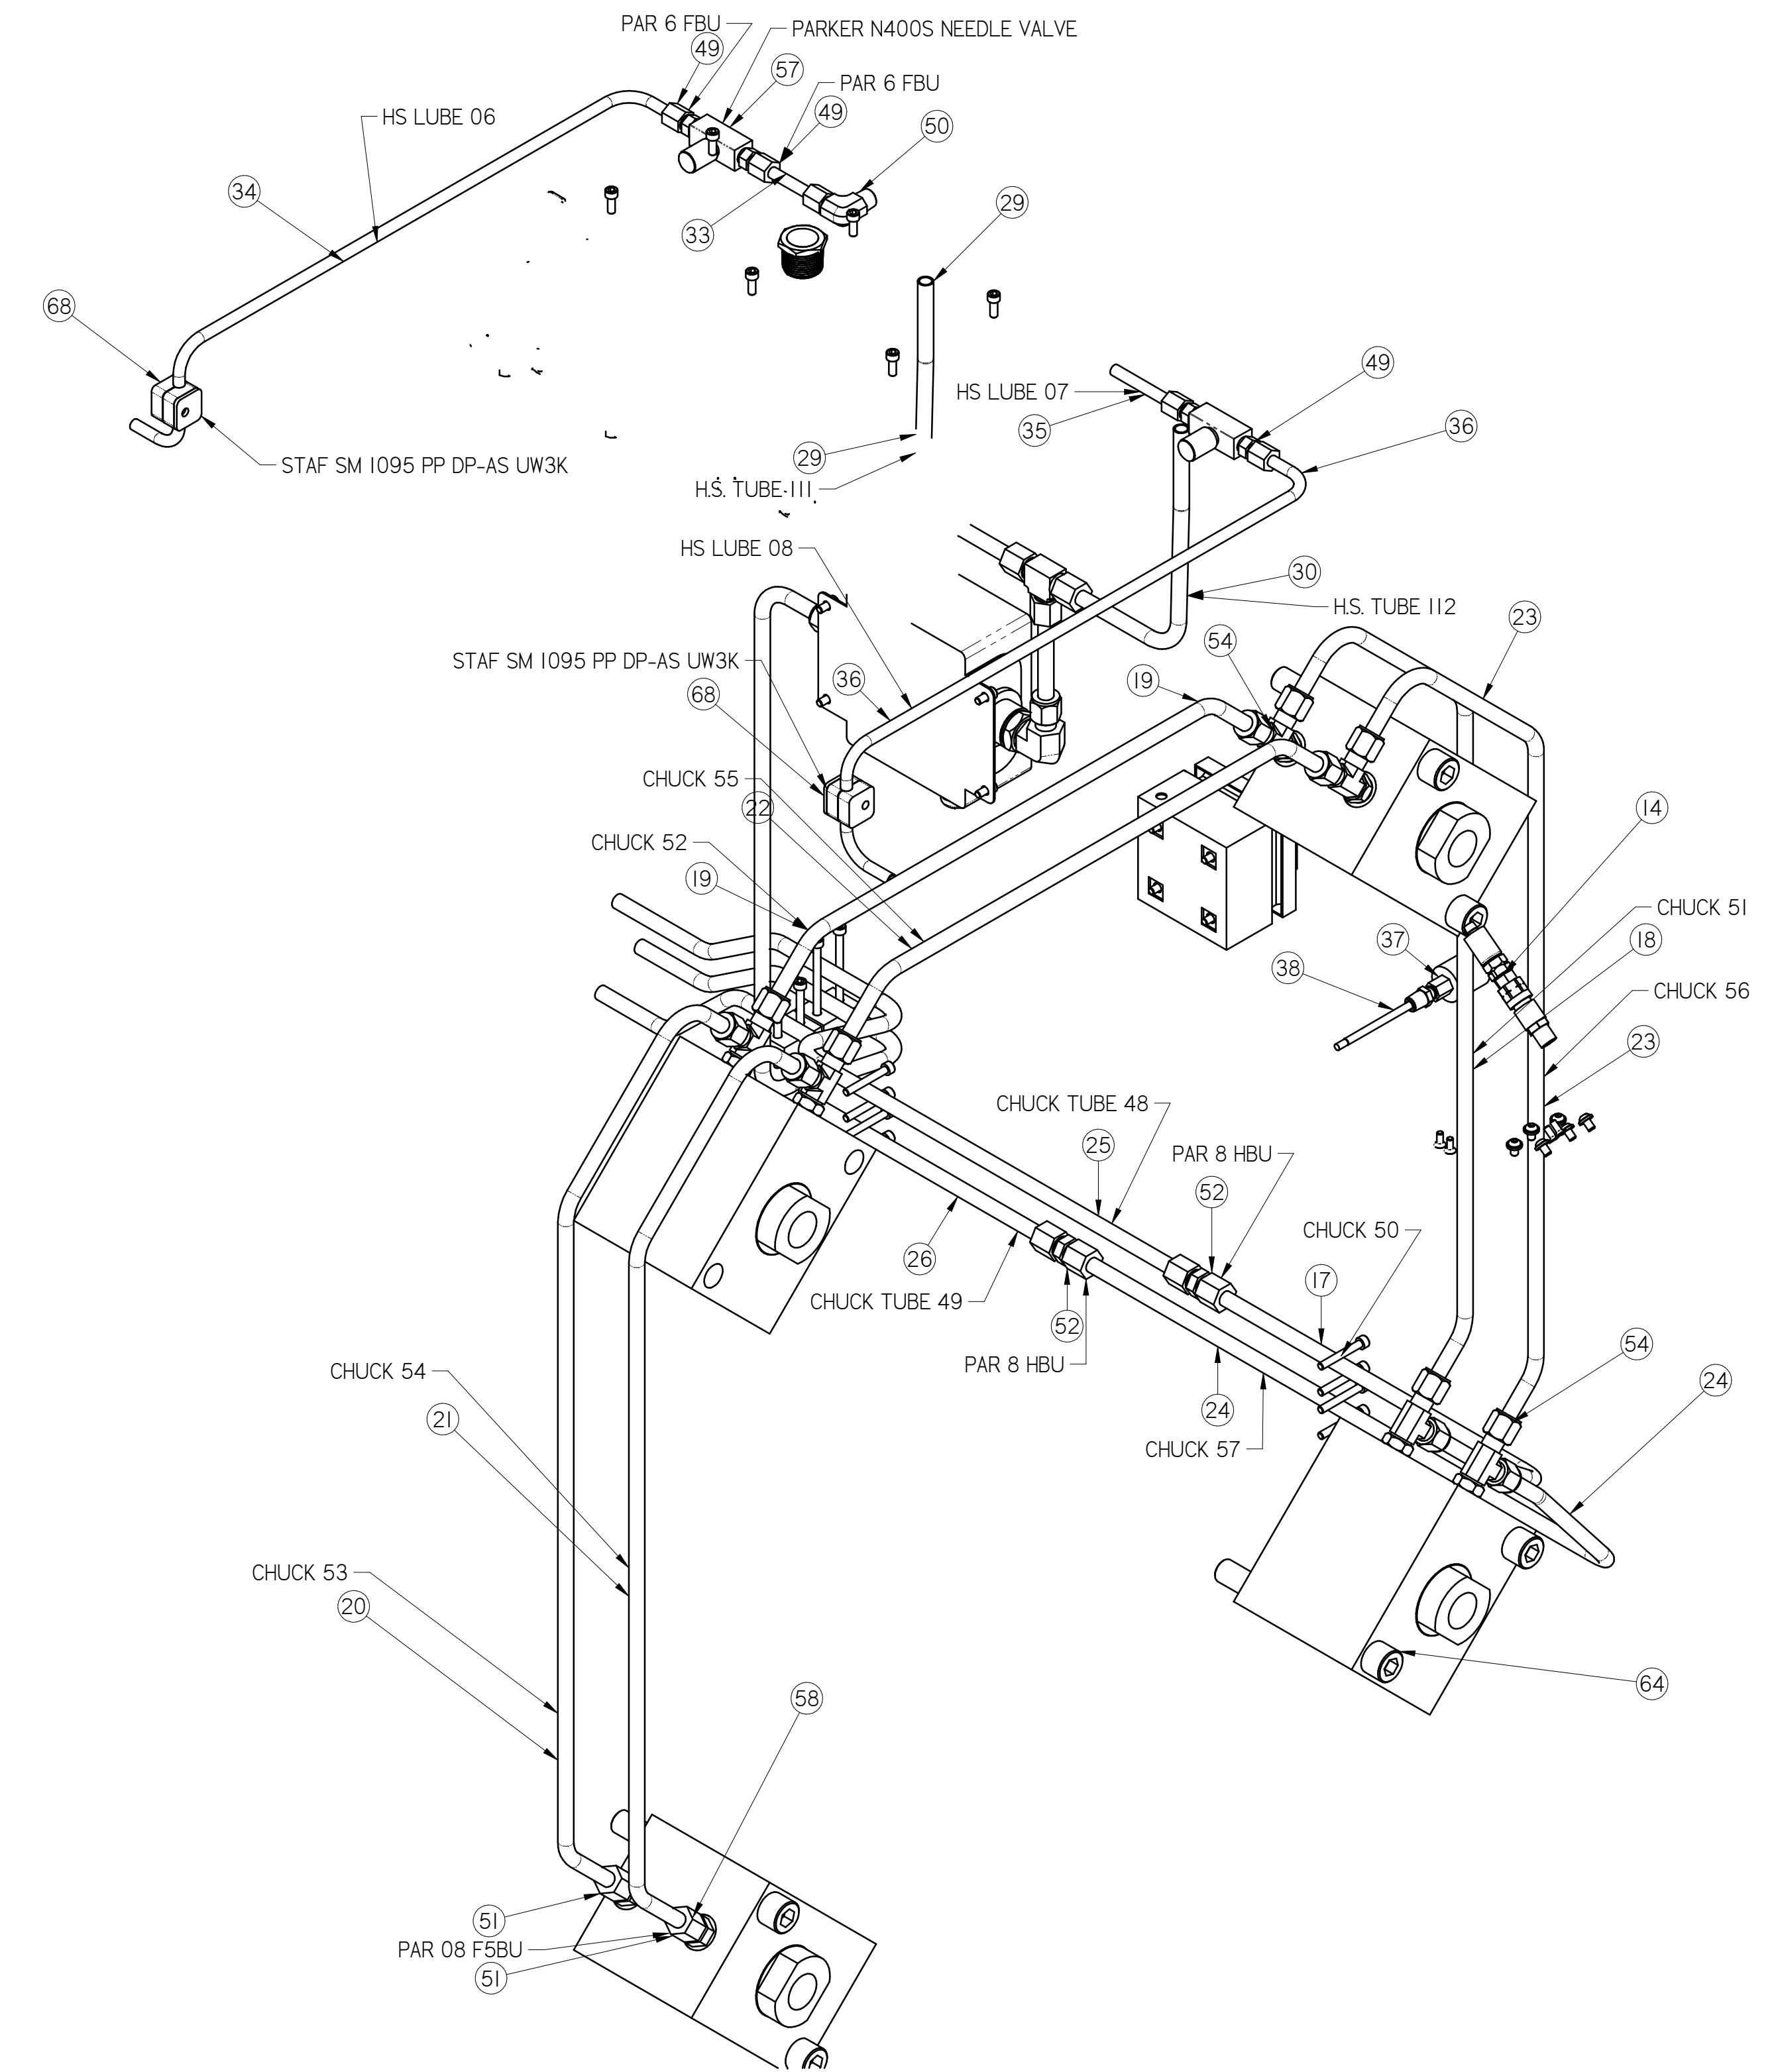 PAR 6 FBU
PARKER N400S NEEDLE VALVE
49
57
PAR 6 FBU
HS LUBE 06
49
50
34
29
33
68
49
HS LUBE 07
36
35
29
STAF SM 1095 PP DP-AS UW3K
H.S. TUBE 111
HS LUBE 08
30
H.S. TUBE 112
23
54
STAF SM 1095 PP DP-AS UW3K
36
19
68
CHUCK 55
22
14
CHUCK 52
19
CHUCK 51
37
18
38
CHUCK 56
23
CHUCK TUBE 48
25
PAR 8 HBU
52
CHUCK 50
26
17
CHUCK TUBE 49
52
54
PAR 8 HBU
CHUCK 54
24
24
21
CHUCK 57
CHUCK 53
20
64
58
51
PAR 08 F5BU
51